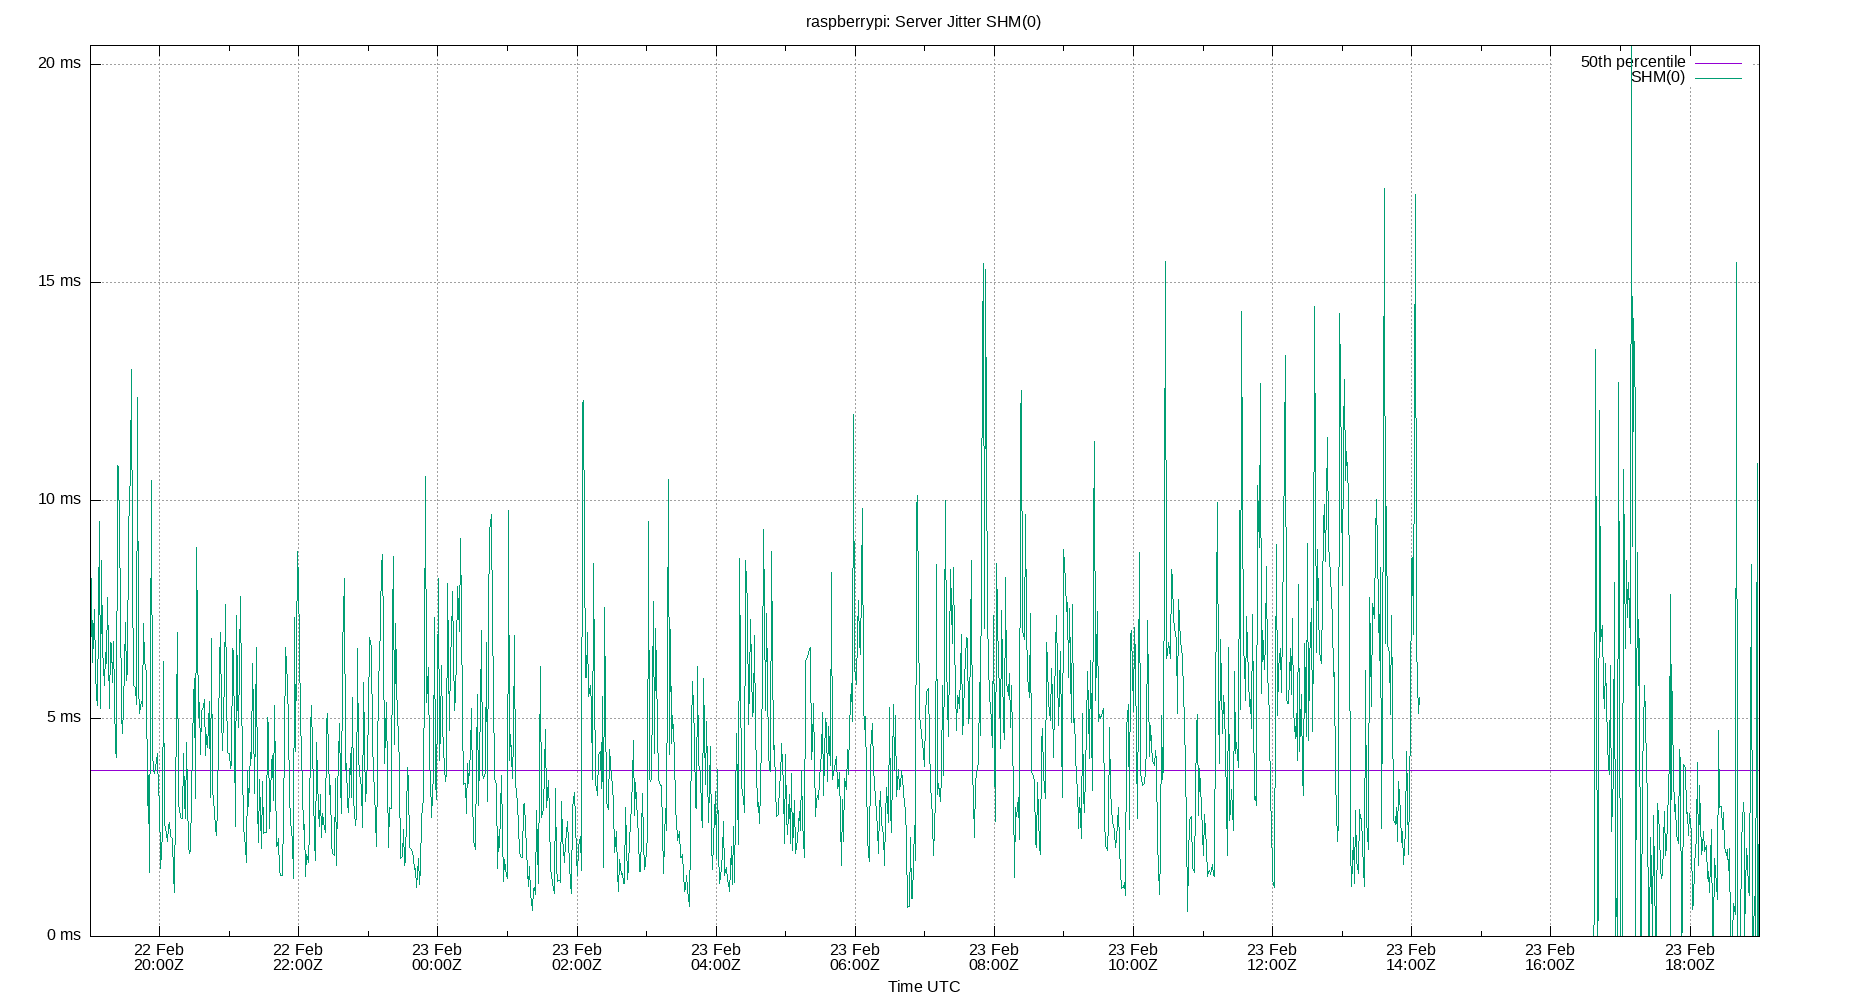 raspberrypi: Server Jitter SHM(0)
20 ms
15 ms
10 ms
5 ms
0 ms
50th percentile
SHM(0)
22 Feb 22 Feb 23 Feb 23 Feb 23 Feb 23 Feb 23 Feb 23 Feb 23 Feb 23 Feb 23 Feb 23 Feb
20:00Z 22:00Z 00:00Z 02:00Z 04:00Z 06:00Z 08:00Z 10:00Z 12:00Z 14:00Z 16:00Z 18:00Z
Time UTC